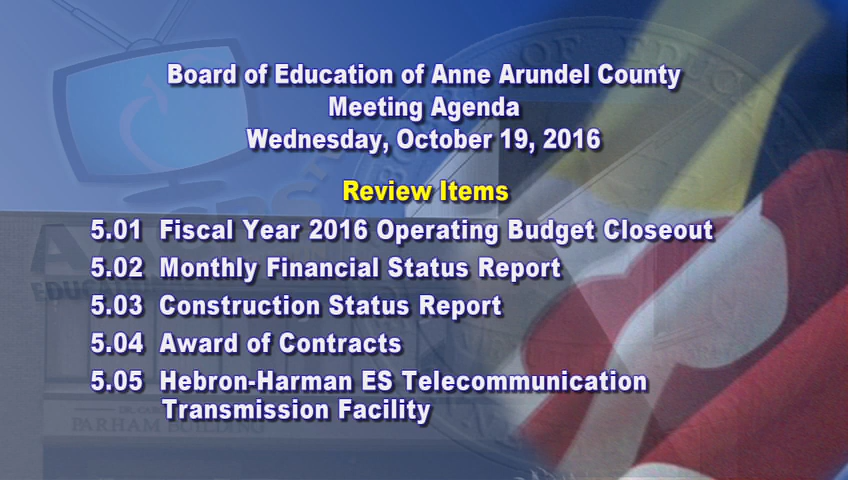 Board of Education of Anne Arundel County
Meeting Agenda
Wednesday, October 19, 2016
Review Items
5.01 Fiscal Year 2016 Operating Budget Closeout
5.02 Monthly Financial Status Report
5.03 Construction Status Report
5.04 Award of Contracts
5.05 Hebron-Harman ES Telecommunication
Transmission Facility
PARHAM BUILDING